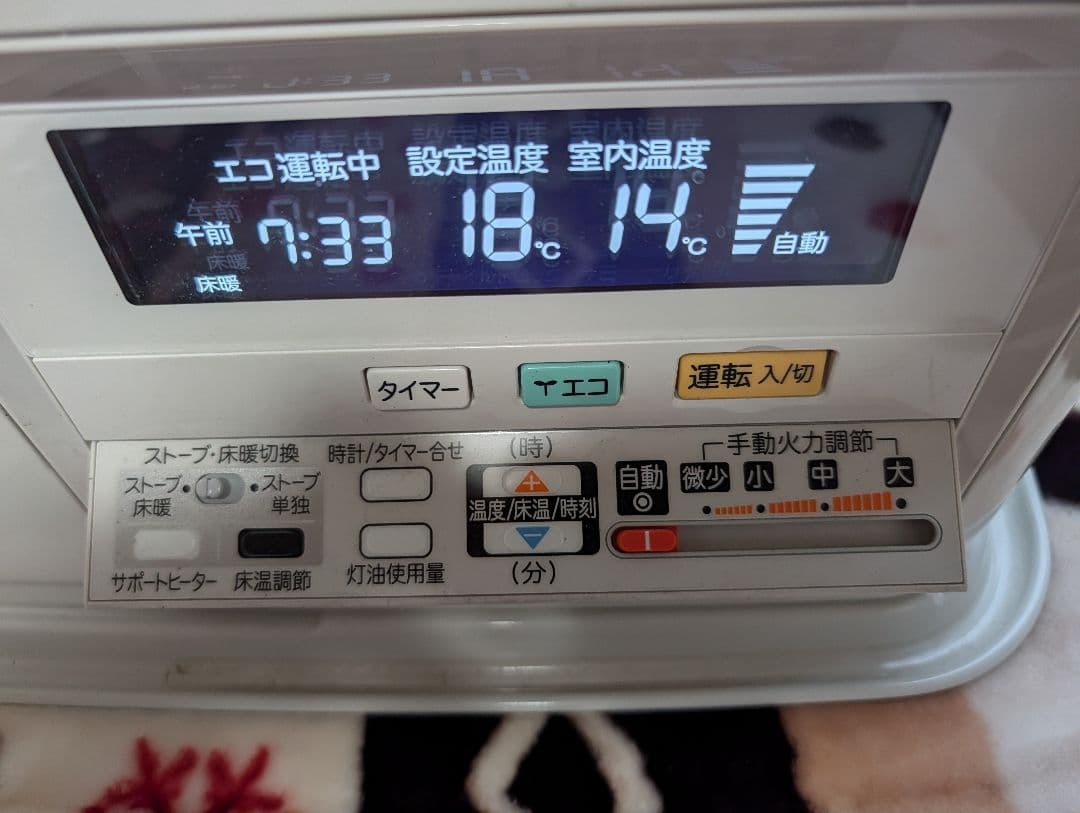 エコ運転中 設定温度 室内温度
午前 7:33 18℃ 14℃
床暖 自動
タイマー エコ 運転 入/切
ストーブ・床暖切換 時計/タイマー合せ (時) 手動火力調節
ストーブ ストーブ 自動 微少 小 中 大
床暖 単独 温度/床温/時刻
サポートヒーター 床温調節 灯油使用量 (分)